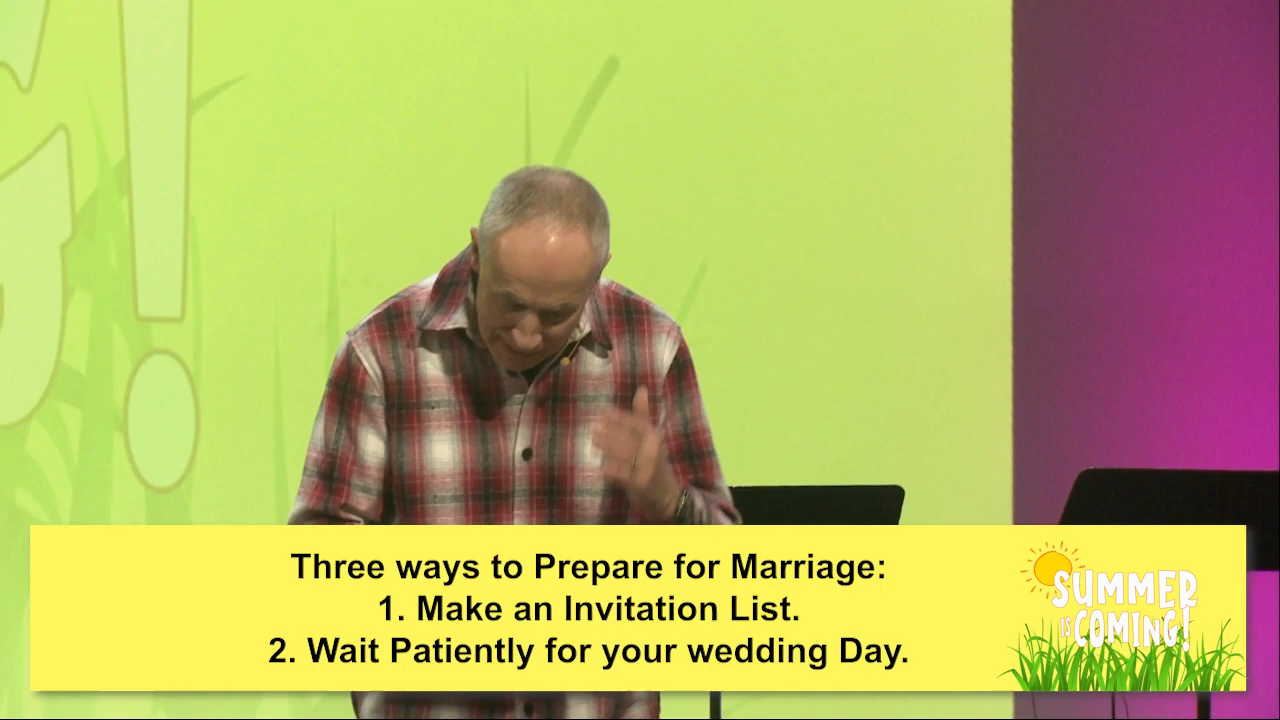 Three ways to Prepare for Marriage:
1. Make an Invitation List.
2. Wait Patiently for your wedding Day.
SUMMER
IS COMING!
G!